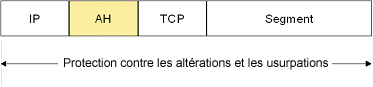 IP AH TCP Segment
Protection contre les altérations et les usurpations